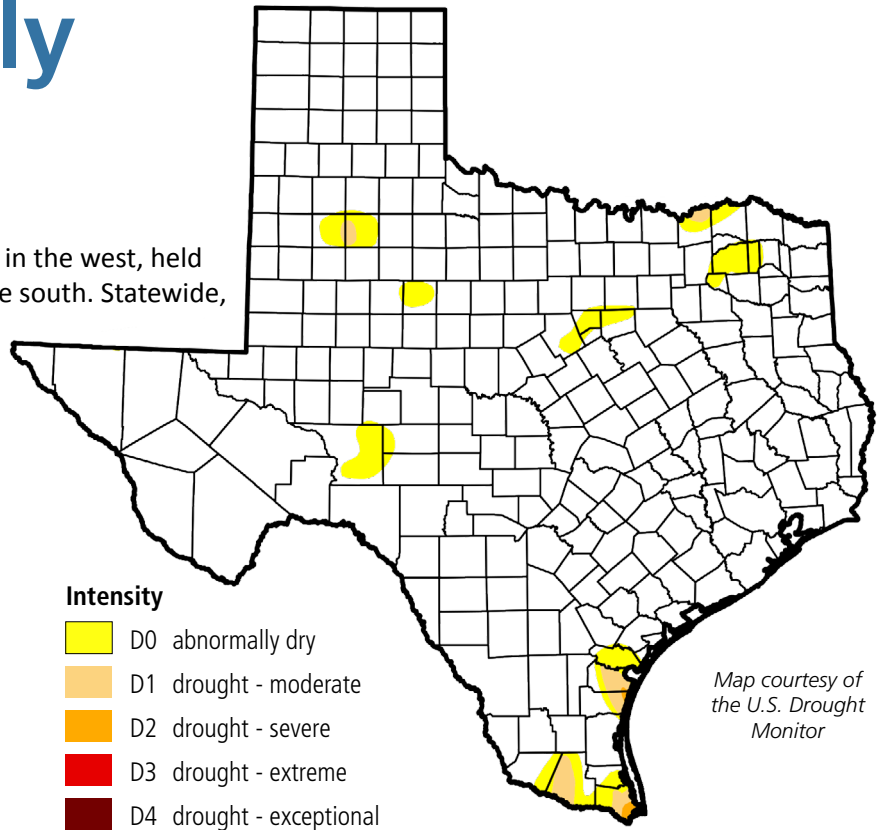 ly
in the west, held
e south. Statewide,
Intensity
D0 abnormally dry
D1 drought - moderate
D2 drought - severe
D3 drought - extreme
D4 drought - exceptional
Map courtesy of
the U.S. Drought
Monitor